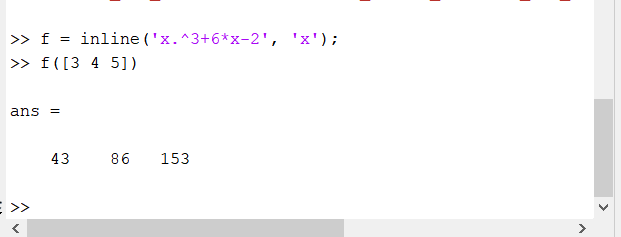 >> f = inline('x.^3+6*x-2', 'x');
>> f([3 4 5])
ans =
43 86 153
>>